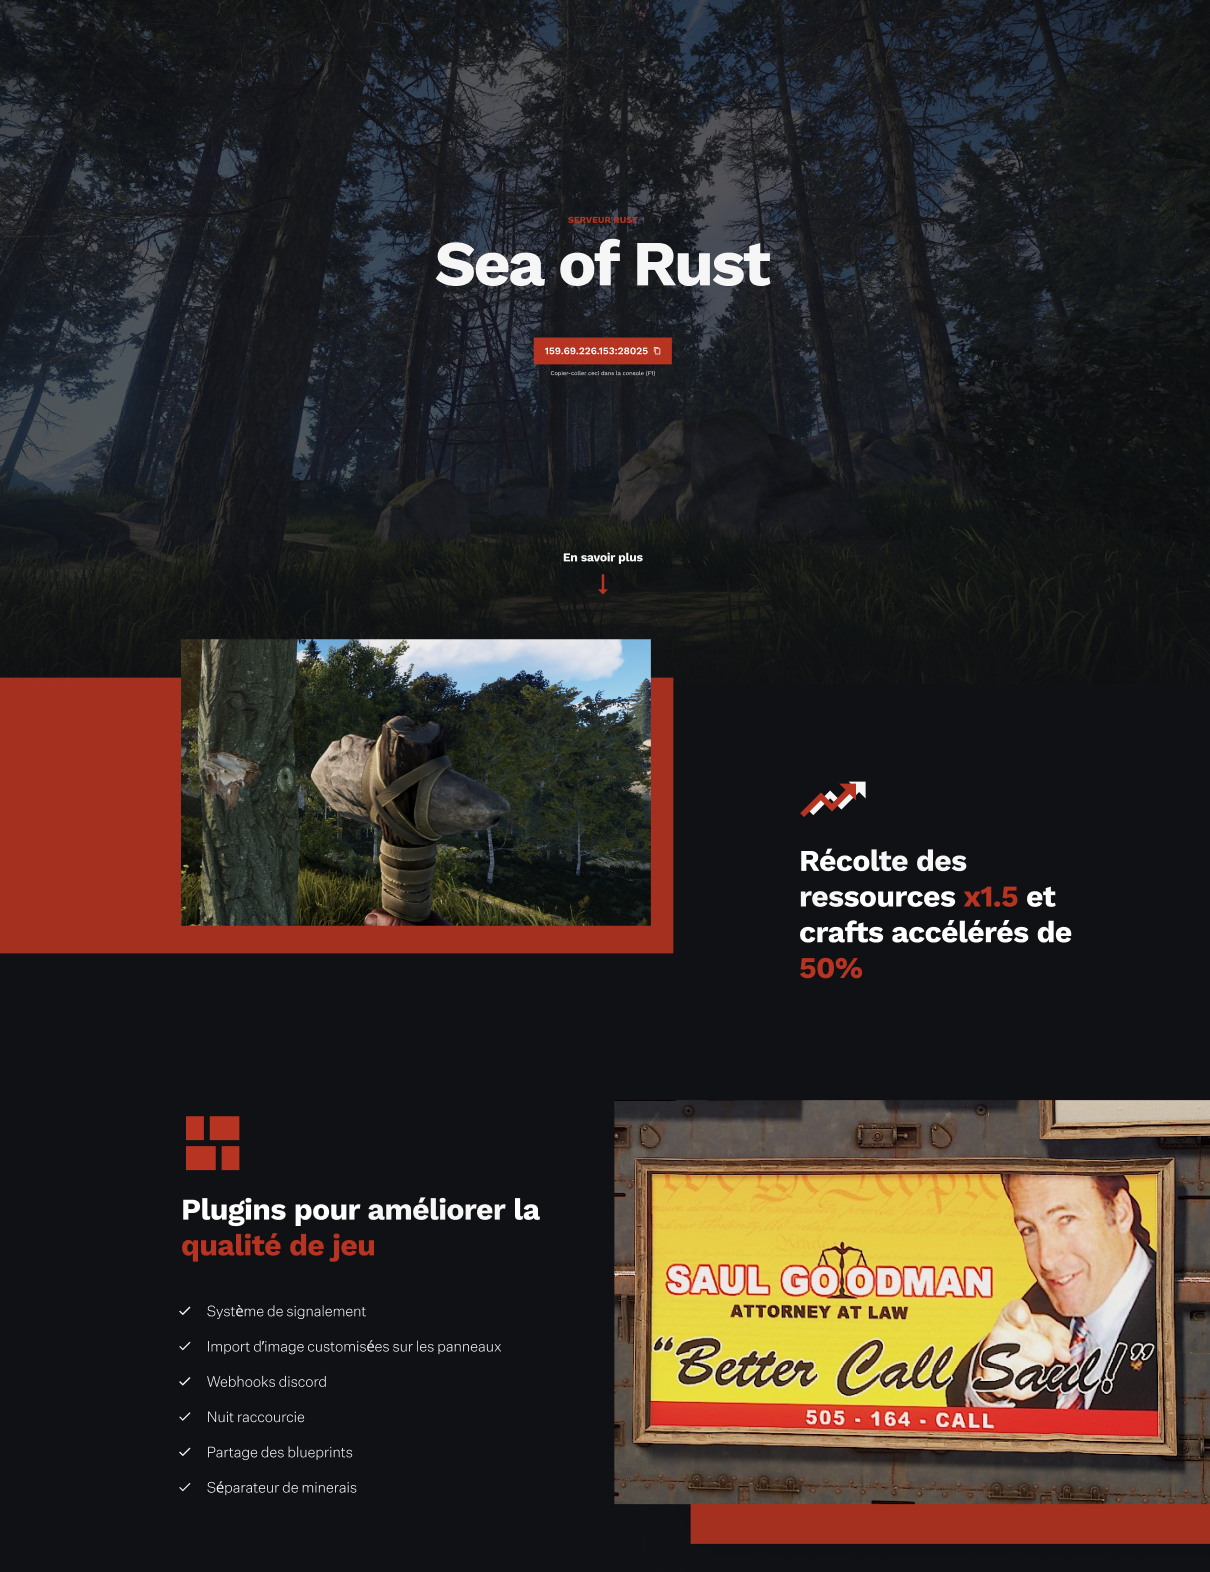 SERVEUR RUST
Sea of Rust
159.69.226.153:28025
Copier-coller ceci dans la console (F1)
En savoir plus
Récolte des
ressources x1.5 et
crafts accélérés de
50%
Plugins pour améliorer la
qualité de jeu
Système de signalement
Import d'image customisées sur les panneaux
Webhooks discord
Nuit raccourcie
Partage des blueprints
Séparateur de minerais
We the People
SAUL GOODMAN
ATTORNEY AT LAW
“Better Call Saul!”
505 - 164 - CALL